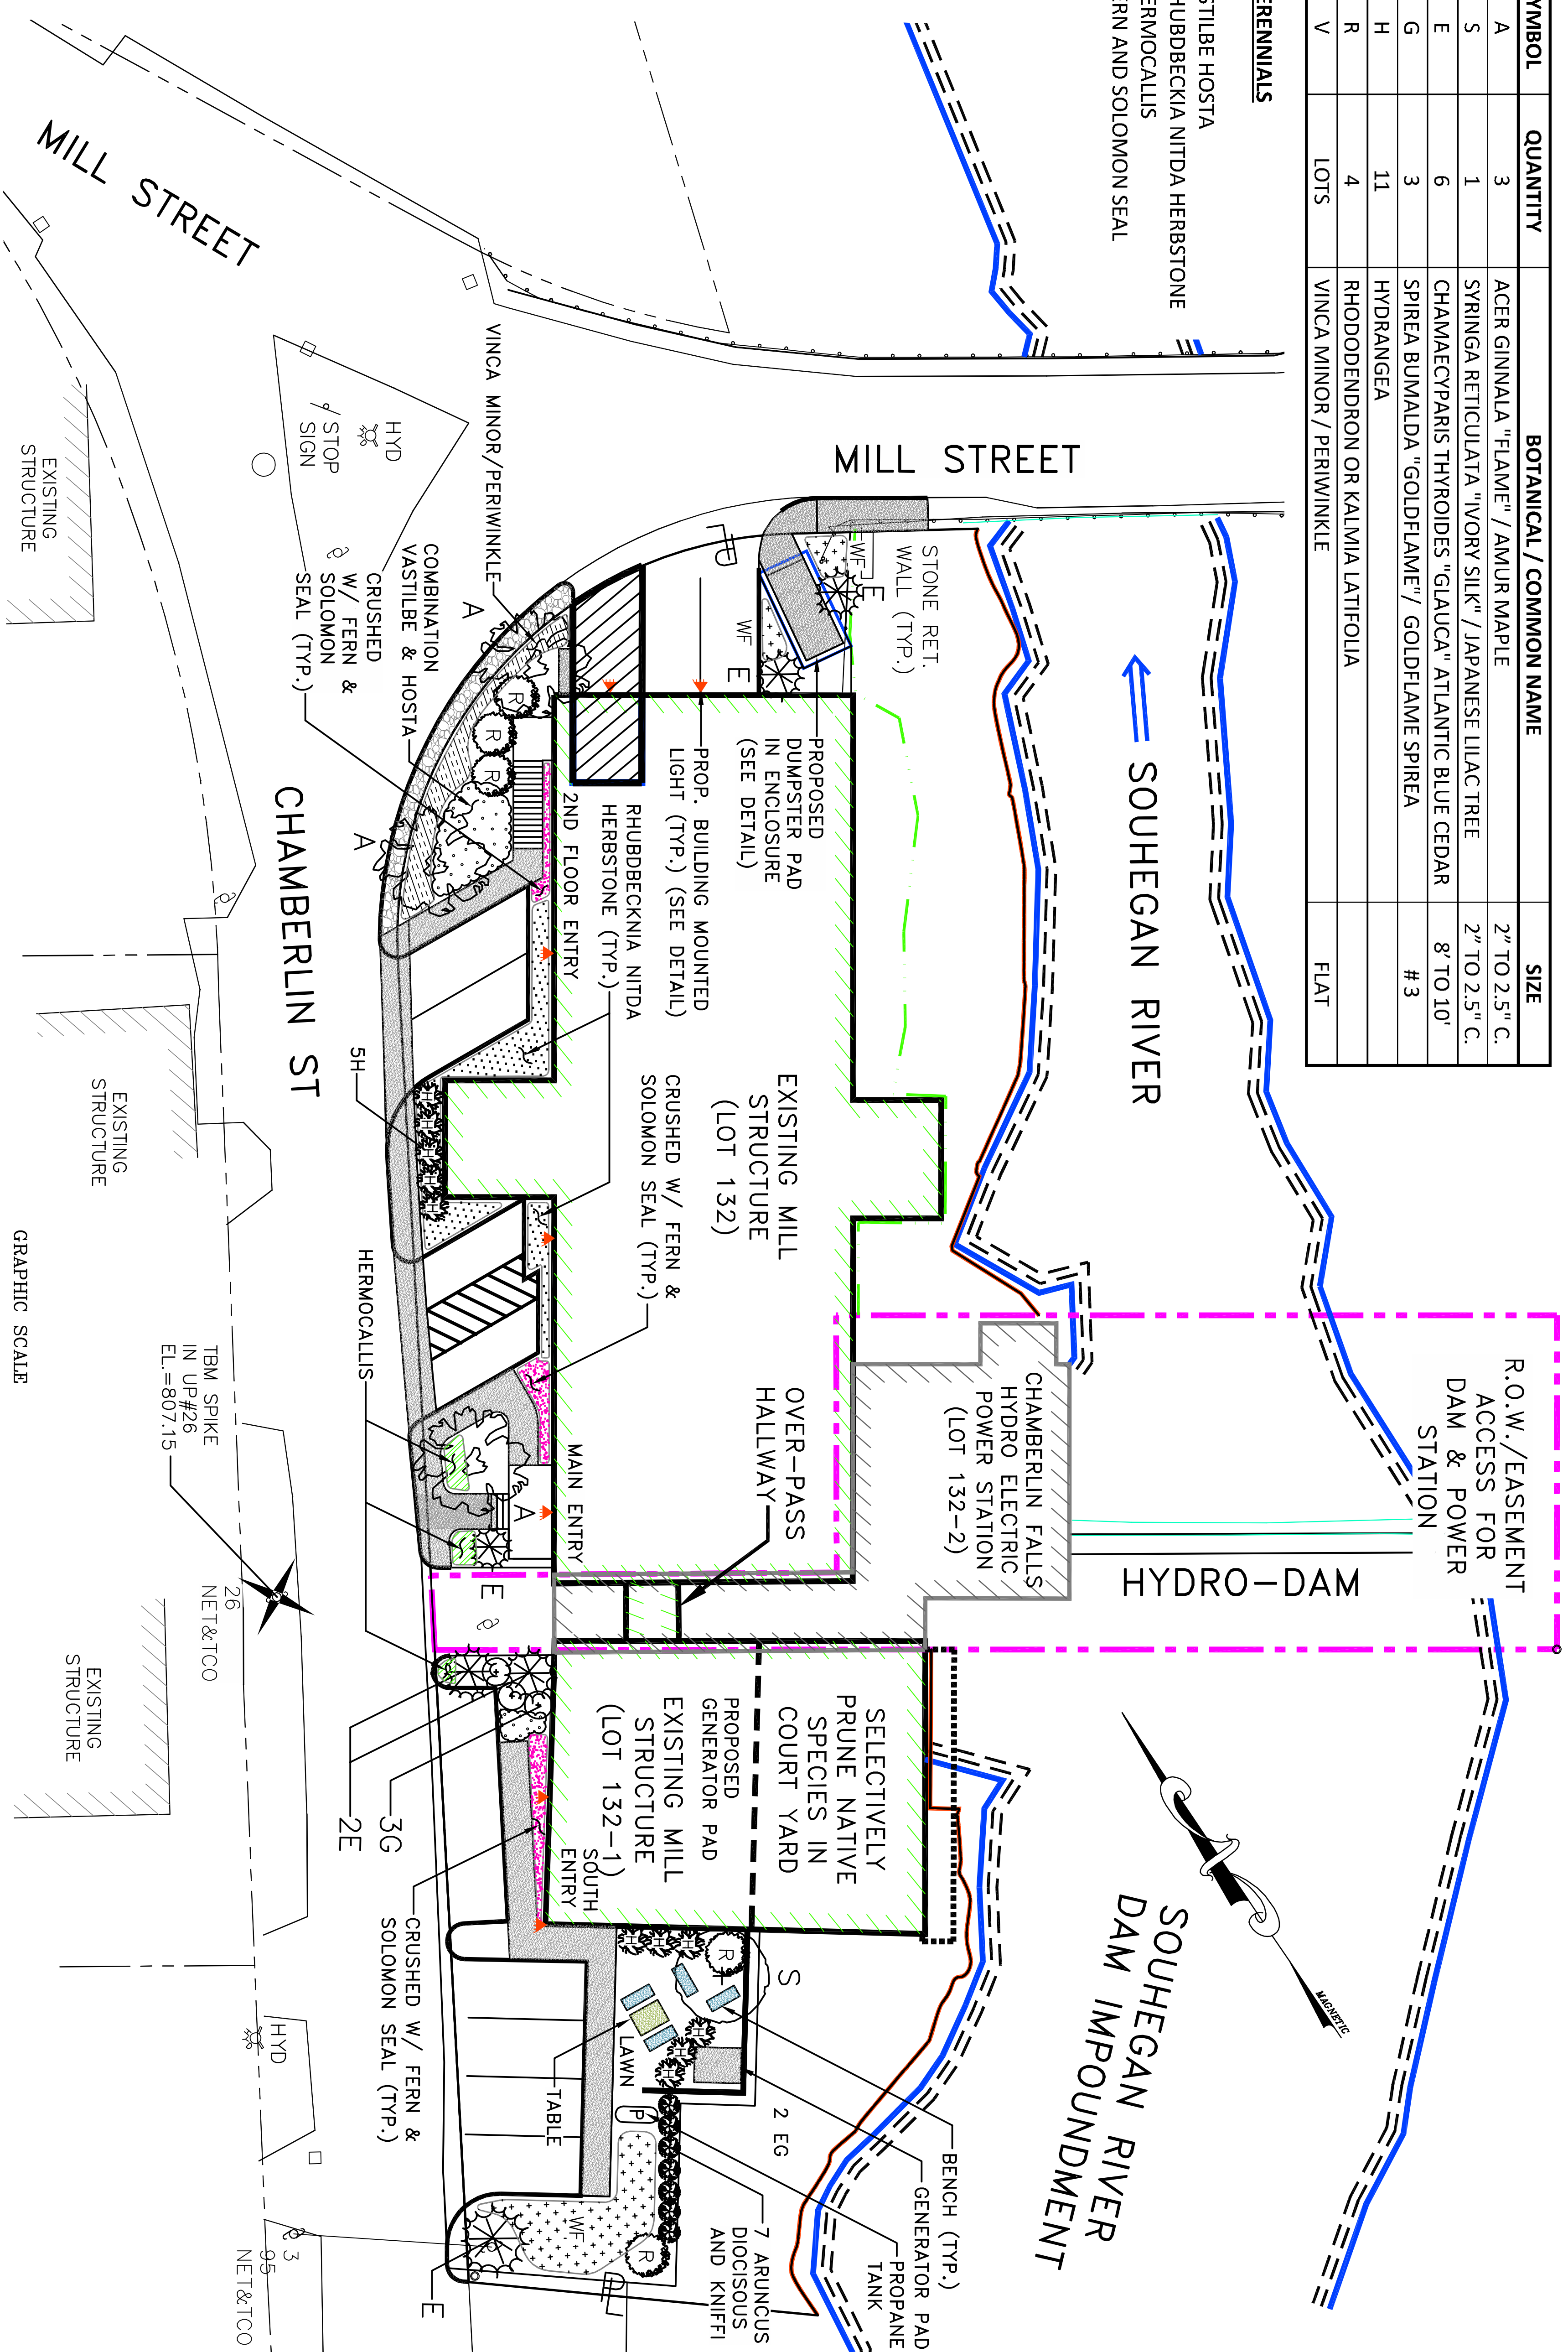 YMBOL QUANTITY BOTANICAL / COMMON NAME SIZE
A 3 ACER GINNALA "FLAME" / AMUR MAPLE 2" TO 2.5" C.
S 1 SYRINGA RETICULATA "IVORY SILK" / JAPANESE LILAC TREE 2" TO 2.5" C.
E 6 CHAMAECYPARIS THYROIDES "GLAUCA" ATLANTIC BLUE CEDAR 8' TO 10'
G 3 SPIREA BUMALDA "GOLDFLAME"/ GOLDFLAME SPIREA #3
H 11 HYDRANGEA
R 4 RHODODENDRON OR KALMIA LATIFOLIA
V LOTS VINCA MINOR / PERIWINKLE FLAT
ERENNIALS
STILBE HOSTA
HUBDBECKIA NITDA HERBSTONE
ERMOCALLIS
ERN AND SOLOMON SEAL
MILL STREET
MILL STREET
SOUHEGAN RIVER
R.O.W./EASEMENT
ACCESS FOR
DAM & POWER
STATION
HYDRO-DAM
SOUHEGAN RIVER
DAM IMPOUNDMENT
MAGNETIC
STONE RET.
WALL (TYP.)
WF
E
WF
E
PROPOSED
DUMPSTER PAD
IN ENCLOSURE
(SEE DETAIL)
PROP. BUILDING MOUNTED
LIGHT (TYP.) (SEE DETAIL)
RHUBDBECKNIA NITDA
HERBSTONE (TYP.)
2ND FLOOR ENTRY
EXISTING MILL
STRUCTURE
(LOT 132)
CRUSHED W/ FERN &
SOLOMON SEAL (TYP.)
CHAMBERLIN FALLS
HYDRO ELECTRIC
POWER STATION
(LOT 132-2)
OVER-PASS
HALLWAY
MAIN ENTRY
SELECTIVELY
PRUNE NATIVE
SPECIES IN
COURT YARD
PROPOSED
GENERATOR PAD
EXISTING MILL
STRUCTURE
(LOT 132-1)
SOUTH
ENTRY
VINCA MINOR/PERIWINKLE
COMBINATION
VASTILBE & HOSTA
CRUSHED
W/ FERN &
SOLOMON
SEAL (TYP.)
HYD
STOP
SIGN
A
A
R
R
R
CHAMBERLIN ST
5H
H
H
H
H
H
HERMOCALLIS
A
E
3G
2E
CRUSHED W/ FERN &
SOLOMON SEAL (TYP.)
S
R
H
H
H
H
H
H
LAWN
TABLE
P
2 EG
BENCH (TYP.)
GENERATOR PAD
PROPANE
TANK
7 ARUNCUS
DIOCISOUS
AND KNIFFI
WF
R
E
EXISTING
STRUCTURE
EXISTING
STRUCTURE
EXISTING
STRUCTURE
GRAPHIC SCALE
TBM SPIKE
IN UP#26
EL.=807.15
26
NET&TCO
HYD
3
95
NET&TCO